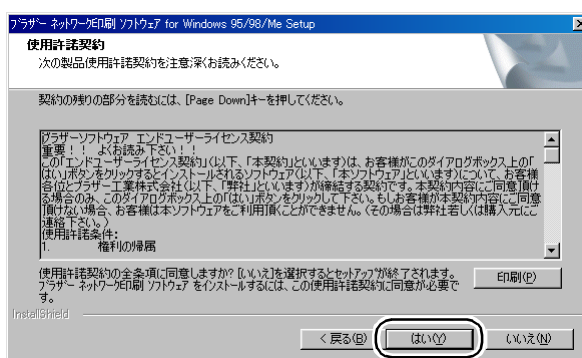 ブラザー ネットワーク印刷 ソフトウェア for Windows 95/98/Me Setup
使用許諾契約
次の製品使用許諾契約を注意深くお読みください。
契約の残りの部分を読むには、[Page Down]キーを押してください。
ブラザーソフトウェア エンドユーザーライセンス契約
重要！！ よくお読み下さい！！
この「エンドユーザーライセンス契約」（以下、「本契約」といいます）は、お客様がこのダイアログボックス上の「
はい」ボタンをクリックするとインストールされるソフトウェア（以下、「本ソフトウェア」といいます）について、お客様
各位とブラザー工業株式会社（以下、「弊社」といいます）が締結する契約です。本契約内容にご同意頂け
る場合のみ、このダイアログボックス上の「はい」ボタンをクリックして下さい。もしお客様が本契約内容にご同意
頂けない場合、お客様は本ソフトウェアをご利用頂くことができません。（その場合は弊社若しくは購入元にご
連絡下さい。）
使用許諾条件：
1. 権利の帰属
使用許諾契約の全条項に同意しますか? [いいえ]を選択するとセットアップが終了されます。
ブラザー ネットワーク印刷 ソフトウェア をインストールするには、この使用許諾契約に同意が必要で
す。
印刷(P)
InstallShield
< 戻る(B)
はい(Y)
いいえ(N)